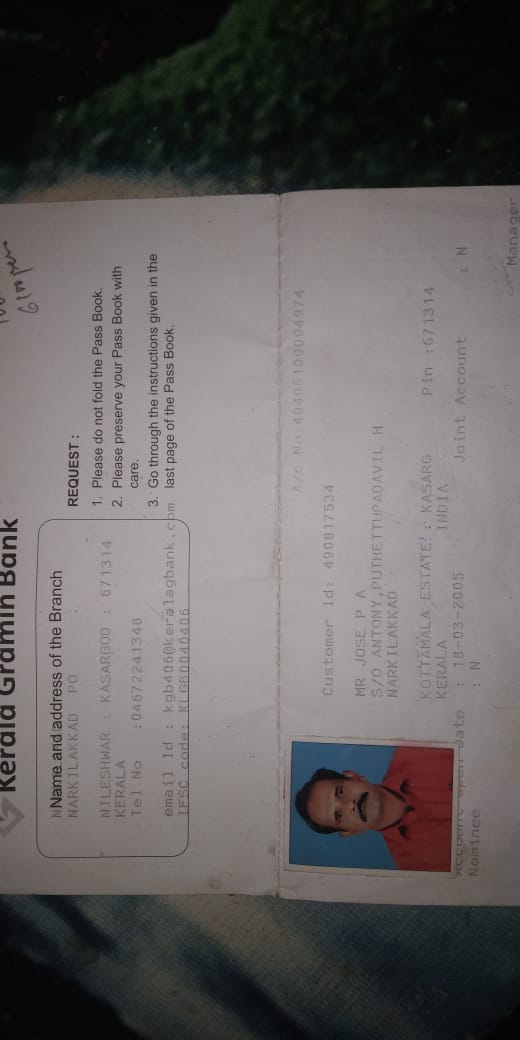 Kerala Gramin Bank
Name and address of the Branch
NARKILAKKAD PO
NILESHWAR : KASARGOD : 671314
KERALA
Tel No :04672241348
email Id : kgb406@keralagbank.com
IFSC code: KLGB0040406
REQUEST :
1. Please do not fold the Pass Book.
2. Please preserve your Pass Book with
care.
3. Go through the instructions given in the
last page of the Pass Book.
A/c No:40406100004974
Customer Id: 490817534
MR. JOSE P A
S/O ANTONY,PUTHETTUPADAVIL H
NARKILAKKAD
KOTTAMALA ESTATE: KASARG Pin :671314
KERALA INDIA
Account Open Date : 18-03-2005 Joint Account : N
Nominee : N
Manager